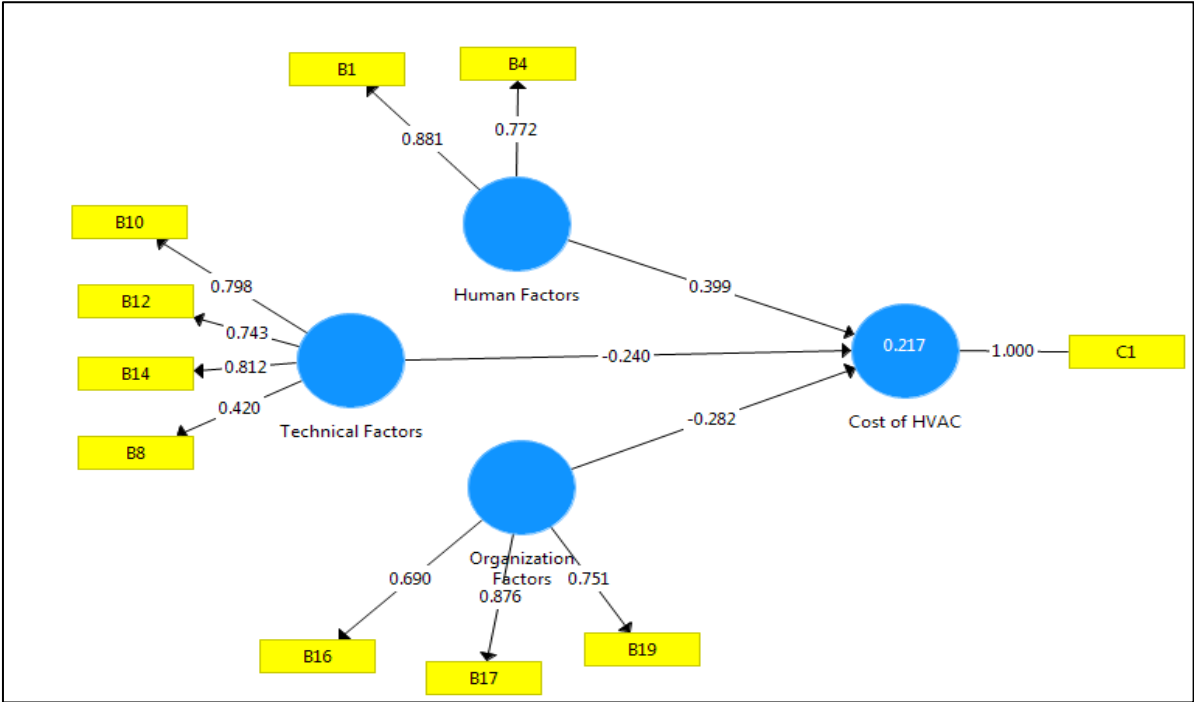 B1
B4
0.881
0.772
B10
0.798
Human Factors
0.399
B12
0.743
0.217
B14
0.812
-0.240
1.000
C1
0.420
Technical Factors
-0.282
Cost of HVAC
B8
Organization
Factors
0.690
0.876
0.751
B16
B17
B19